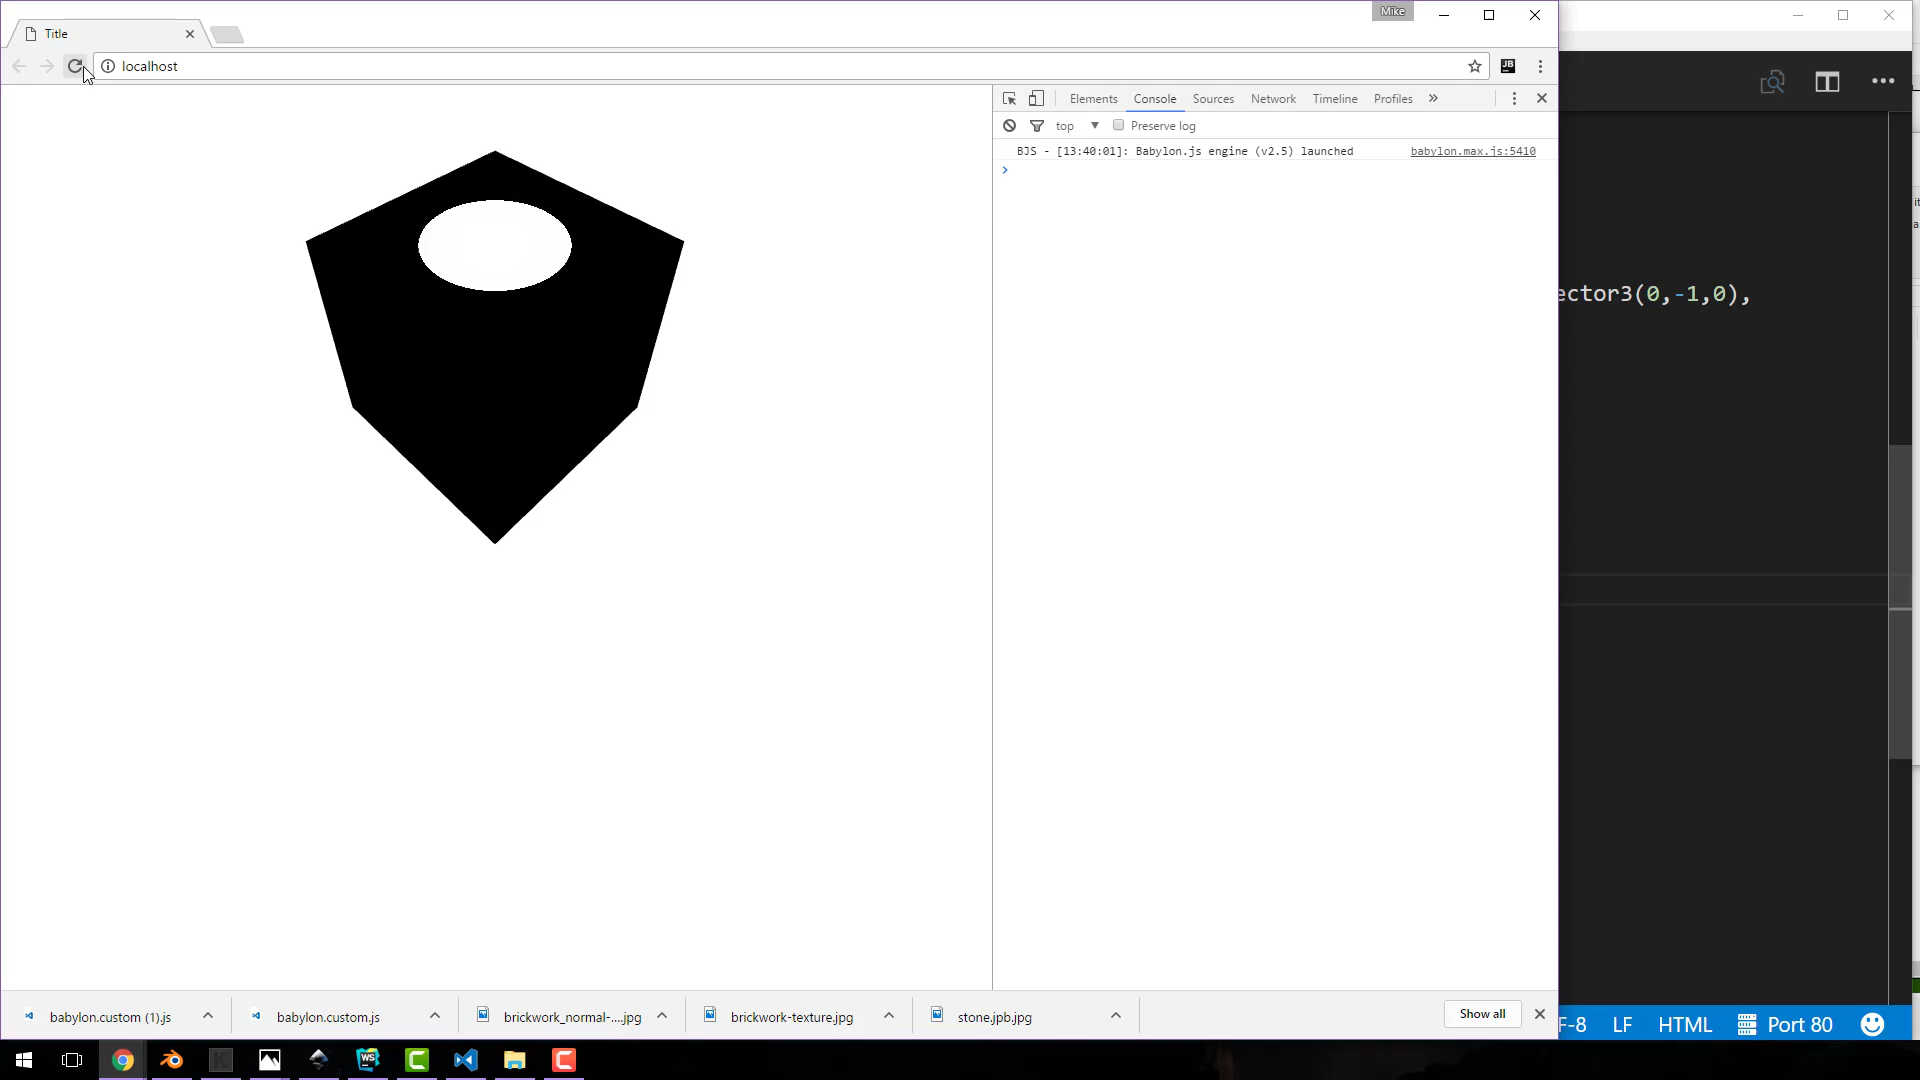 Mike
Title
localhost
JB
Elements Console Sources Network Timeline Profiles »
top Preserve log
BJS - [13:40:01]: Babylon.js engine (v2.5) launched babylon.max.js:5410
ector3(0,-1,0),
babylon.custom (1).js babylon.custom.js brickwork_normal-....jpg brickwork-texture.jpg stone.jpb.jpg Show all
F-8 LF HTML Port 80
WS